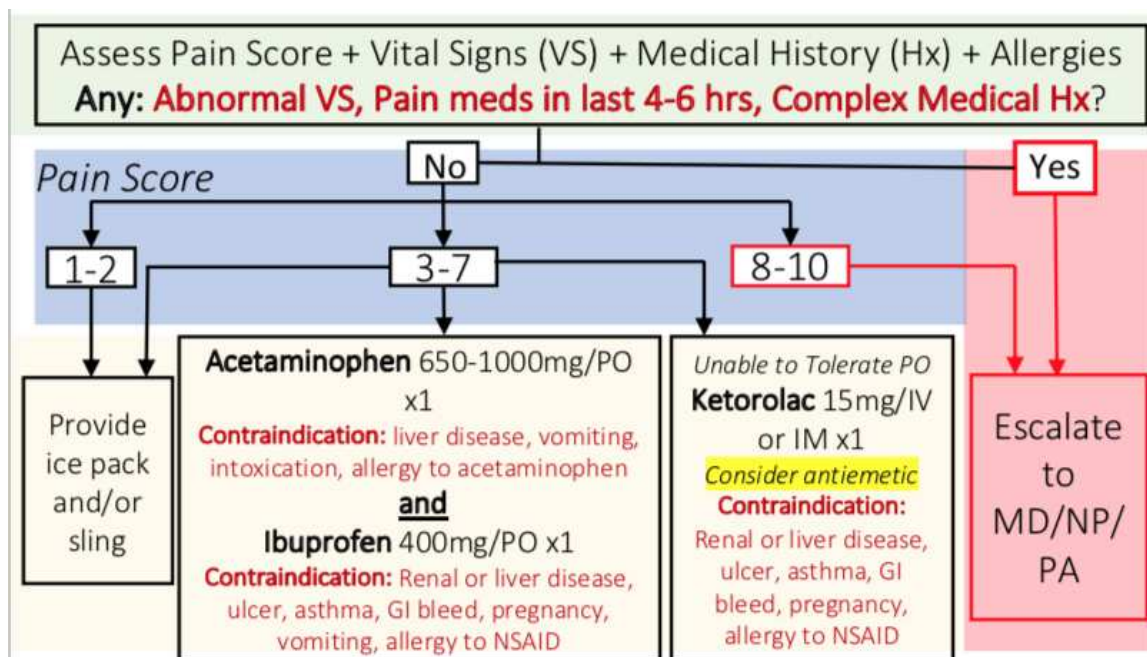 Assess Pain Score + Vital Signs (VS) + Medical History (Hx) + Allergies
Any: Abnormal VS, Pain meds in last 4-6 hrs, Complex Medical Hx?
Pain Score
No
Yes
1-2
3-7
8-10
Provide
ice pack
and/or
sling
Acetaminophen 650-1000mg/PO
x1
Contraindication: liver disease, vomiting,
intoxication, allergy to acetaminophen
and
Ibuprofen 400mg/PO x1
Contraindication: Renal or liver disease,
ulcer, asthma, GI bleed, pregnancy,
vomiting, allergy to NSAID
Unable to Tolerate PO
Ketorolac 15mg/IV
or IM x1
Consider antiemetic
Contraindication:
Renal or liver disease,
ulcer, asthma, GI
bleed, pregnancy,
allergy to NSAID
Escalate
to
MD/NP/
PA